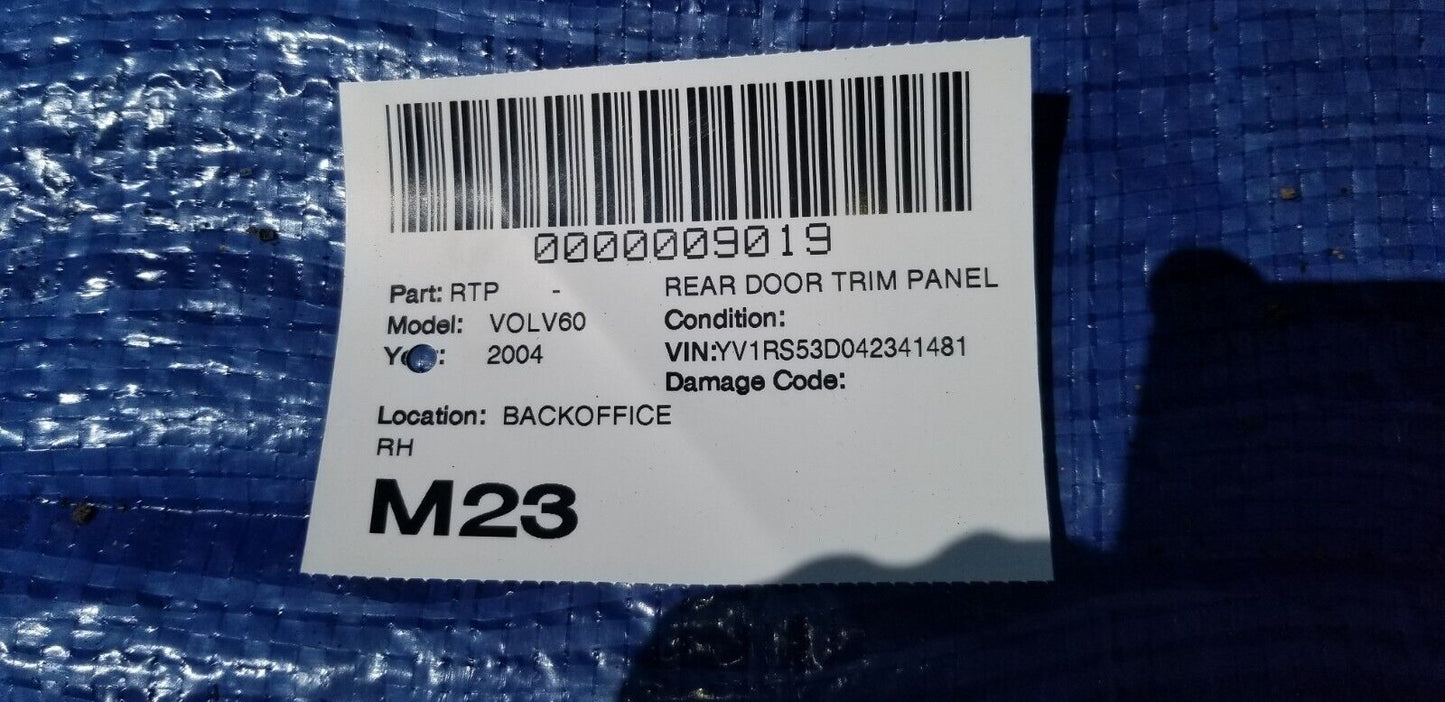 0000009019
Part: RTP - REAR DOOR TRIM PANEL
Model: VOLV60 Condition:
2004 VIN:YV1RS53D042341481
Damage Code:
Location: BACKOFFICE
RH
M23